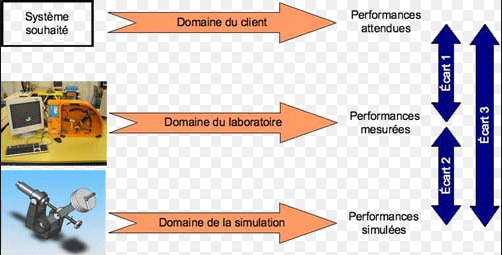 Système
souhaité
Domaine du client
Performances
attendues
Domaine du laboratoire
Performances
mesurées
Domaine de la simulation
Performances
simulées
Écart 1
Écart 2
Écart 3